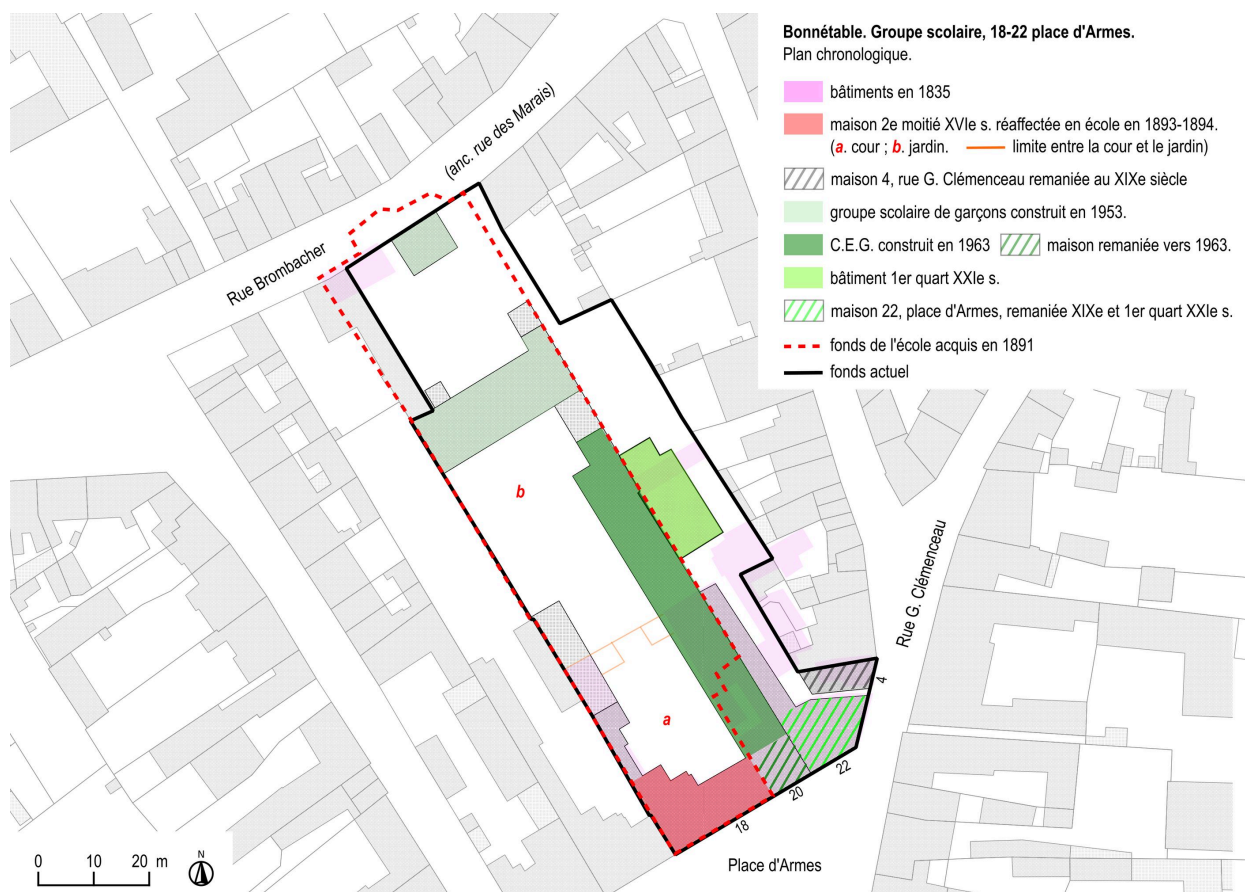 Bonnétable. Groupe scolaire, 18-22 place d'Armes.
Plan chronologique.
bâtiments en 1835
maison 2e moitié XVIe s. réaffectée en école en 1893-1894.
(a. cour ; b. jardin. limite entre la cour et le jardin)
maison 4, rue G. Clémenceau remaniée au XIXe siècle
groupe scolaire de garçons construit en 1953.
C.E.G. construit en 1963 maison remaniée vers 1963.
bâtiment 1er quart XXIe s.
maison 22, place d'Armes, remaniée XIXe et 1er quart XXIe s.
fonds de l'école acquis en 1891
fonds actuel
(anc. rue des Marais)
Rue Brombacher
b
Rue G. Clémenceau
4
a
22
20
18
Place d'Armes
0 10 20 m
N